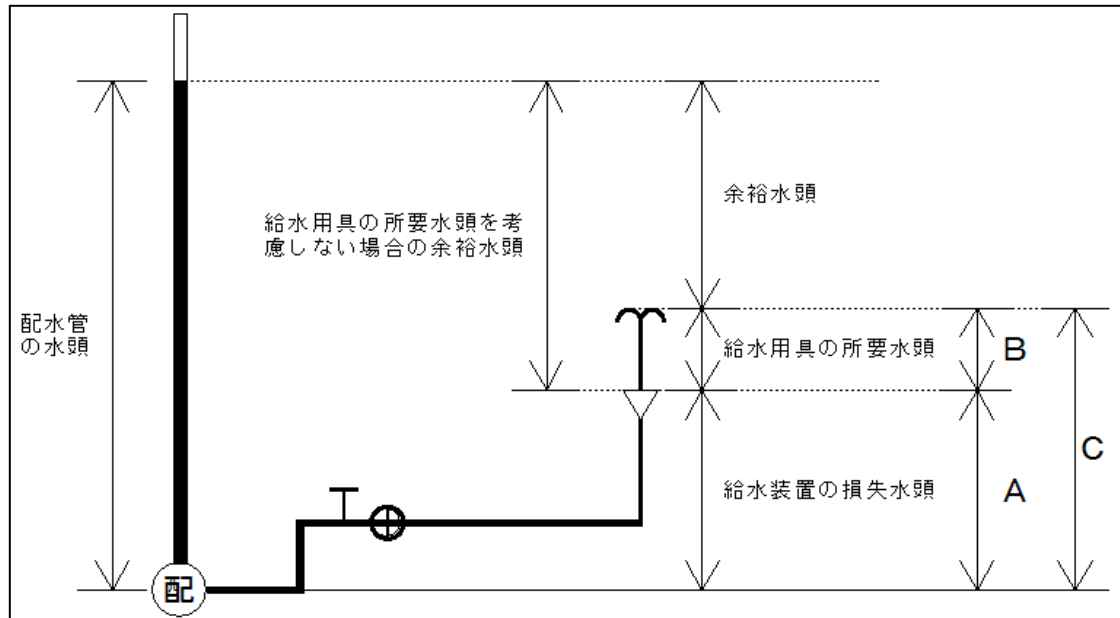 余裕水頭
給水用具の所要水頭を考
慮しない場合の余裕水頭
配水管
の水頭
給水用具の所要水頭
B
C
給水装置の損失水頭
A
配